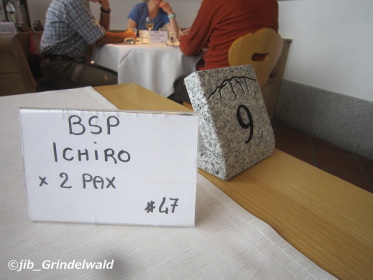 BSP
ICHIRO
x 2 PAX
#47
9
©jib_Grindelwald